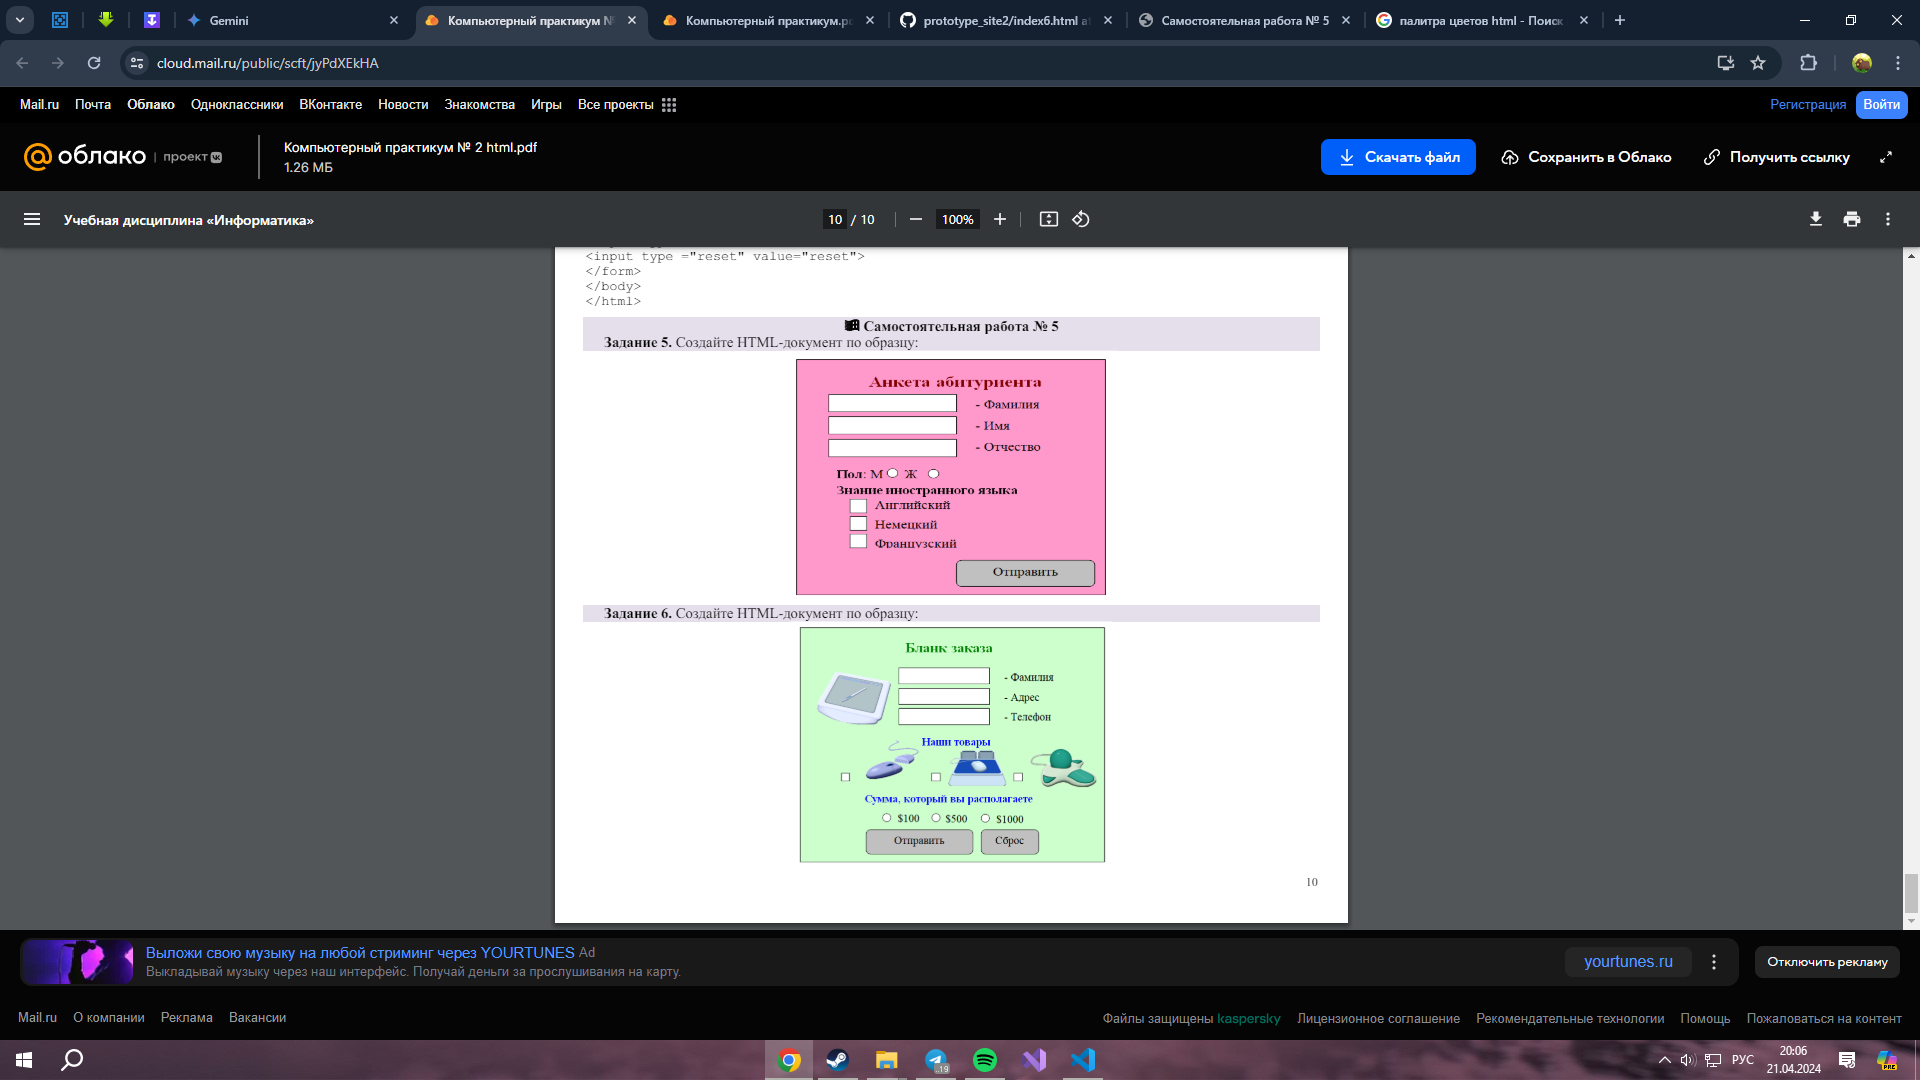 Gemini
Компьютерный практикум №
Компьютерный практикум.pd
prototype_site2/index6.html at
Самостоятельная работа № 5
палитра цветов html - Поиск
cloud.mail.ru/public/scft/jyPdXEkHA
Mail.ru Почта Облако Одноклассники ВКонтакте Новости Знакомства Игры Все проекты
Регистрация Войти
облако | проект
Компьютерный практикум № 2 html.pdf
1.26 МБ
Скачать файл Сохранить в Облако Получить ссылку
Учебная дисциплина «Информатика»
10 / 10
100%
<input type ="reset" value="reset">
</form>
</body>
</html>
Самостоятельная работа № 5
Задание 5. Создайте HTML-документ по образцу:
Анкета абитуриента
- Фамилия
- Имя
- Отчество
Пол: М Ж
Знание иностранного языка
Английский
Немецкий
Французский
Отправить
Задание 6. Создайте HTML-документ по образцу:
Бланк заказа
- Фамилия
- Адрес
- Телефон
Наши товары
Сумма, который вы располагаете
$100 $500 $1000
Отправить Сброс
10
Выложи свою музыку на любой стриминг через YOURTUNES Ad
Выкладывай музыку через наш интерфейс. Получай деньги за прослушивания на карту.
yourtunes.ru
Отключить рекламу
Mail.ru О компании Реклама Вакансии
Файлы защищены kaspersky Лицензионное соглашение Рекомендательные технологии Помощь Пожаловаться на контент
19
РУС
20:06
21.04.2024
PRE